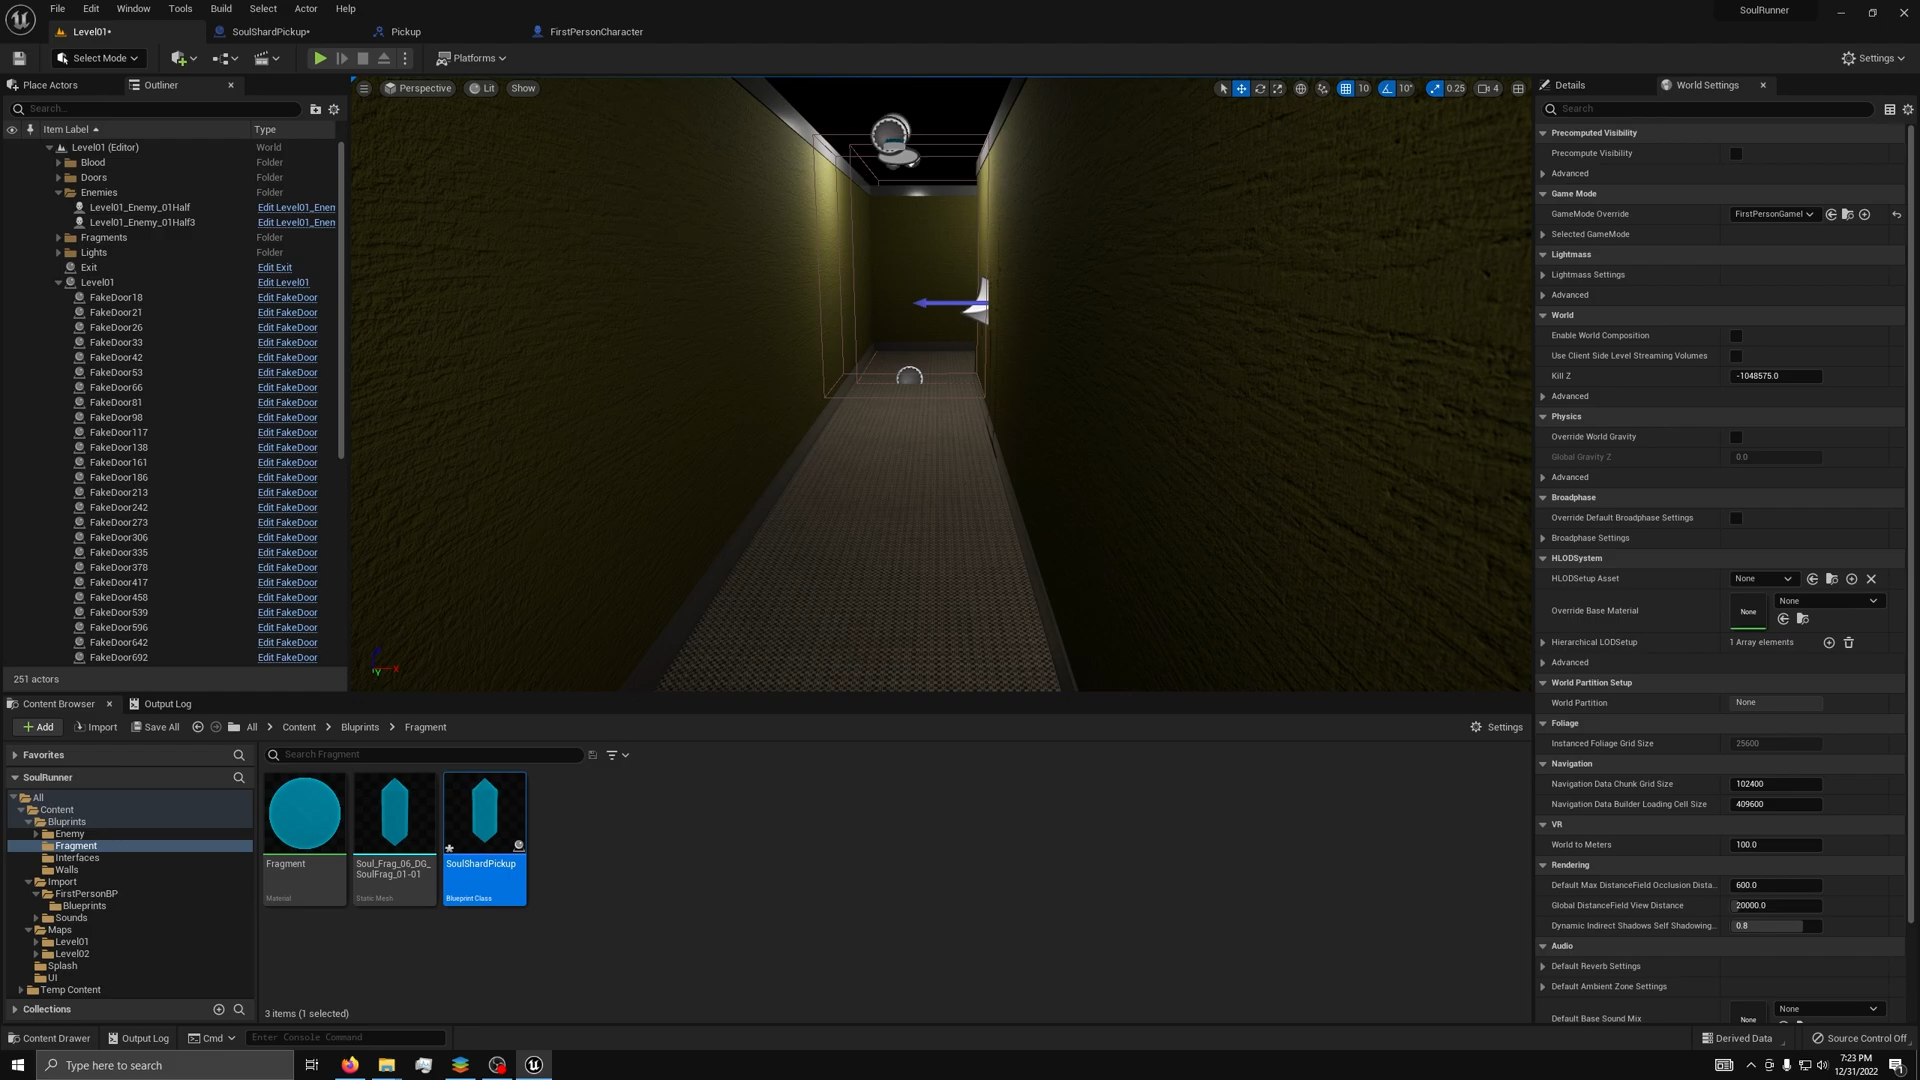 File Edit Window Tools Build Select Actor Help SoulRunner
Level01* SoulShardPickup* Pickup FirstPersonCharacter
Select Mode Platforms Settings
Place Actors Outliner
Search...
Item Label Type
Level01 (Editor) World
Blood Folder
Doors Folder
Enemies Folder
Level01_Enemy_01Half Edit Level01_Enem
Level01_Enemy_01Half3 Edit Level01_Enem
Fragments Folder
Lights Folder
Exit Edit Exit
Level01 Edit Level01
FakeDoor18 Edit FakeDoor
FakeDoor21 Edit FakeDoor
FakeDoor26 Edit FakeDoor
FakeDoor33 Edit FakeDoor
FakeDoor42 Edit FakeDoor
FakeDoor53 Edit FakeDoor
FakeDoor66 Edit FakeDoor
FakeDoor81 Edit FakeDoor
FakeDoor98 Edit FakeDoor
FakeDoor117 Edit FakeDoor
FakeDoor138 Edit FakeDoor
FakeDoor161 Edit FakeDoor
FakeDoor186 Edit FakeDoor
FakeDoor213 Edit FakeDoor
FakeDoor242 Edit FakeDoor
FakeDoor273 Edit FakeDoor
FakeDoor306 Edit FakeDoor
FakeDoor335 Edit FakeDoor
FakeDoor378 Edit FakeDoor
FakeDoor417 Edit FakeDoor
FakeDoor458 Edit FakeDoor
FakeDoor539 Edit FakeDoor
FakeDoor596 Edit FakeDoor
FakeDoor642 Edit FakeDoor
FakeDoor692 Edit FakeDoor
251 actors
Perspective Lit Show 10 10° 0.25 4
Details World Settings
Search
Precomputed Visibility
Precompute Visibility
Advanced
Game Mode
GameMode Override FirstPersonGameI
Selected GameMode
Lightmass
Lightmass Settings
Advanced
World
Enable World Composition
Use Client Side Level Streaming Volumes
Kill Z -1048575.0
Advanced
Physics
Override World Gravity
Global Gravity Z 0.0
Advanced
Broadphase
Override Default Broadphase Settings
Broadphase Settings
HLODSystem
HLODSetup Asset None
Override Base Material None None
Hierarchical LODSetup 1 Array elements
Advanced
World Partition Setup
World Partition None
Foliage
Instanced Foliage Grid Size 25600
Navigation
Navigation Data Chunk Grid Size 102400
Navigation Data Builder Loading Cell Size 409600
VR
World to Meters 100.0
Rendering
Default Max DistanceField Occlusion Dista... 600.0
Global DistanceField View Distance 20000.0
Dynamic Indirect Shadows Self Shadowing... 0.8
Audio
Default Reverb Settings
Default Ambient Zone Settings
Default Base Sound Mix None None
Content Browser Output Log
Add Import Save All All Content Bluprints Fragment Settings
Favorites
SoulRunner
All
Content
Bluprints
Enemy
Fragment
Interfaces
Walls
Import
FirstPersonBP
Blueprints
Sounds
Maps
Level01
Level02
Splash
UI
Temp Content
Collections
Search Fragment
Fragment
Material
Soul_Frag_06_DG_
SoulFrag_01-01
Static Mesh
SoulShardPickup
Blueprint Class
3 items (1 selected)
Content Drawer Output Log Cmd Enter Console Command Derived Data Source Control Off
Type here to search
7:23 PM
12/31/2022